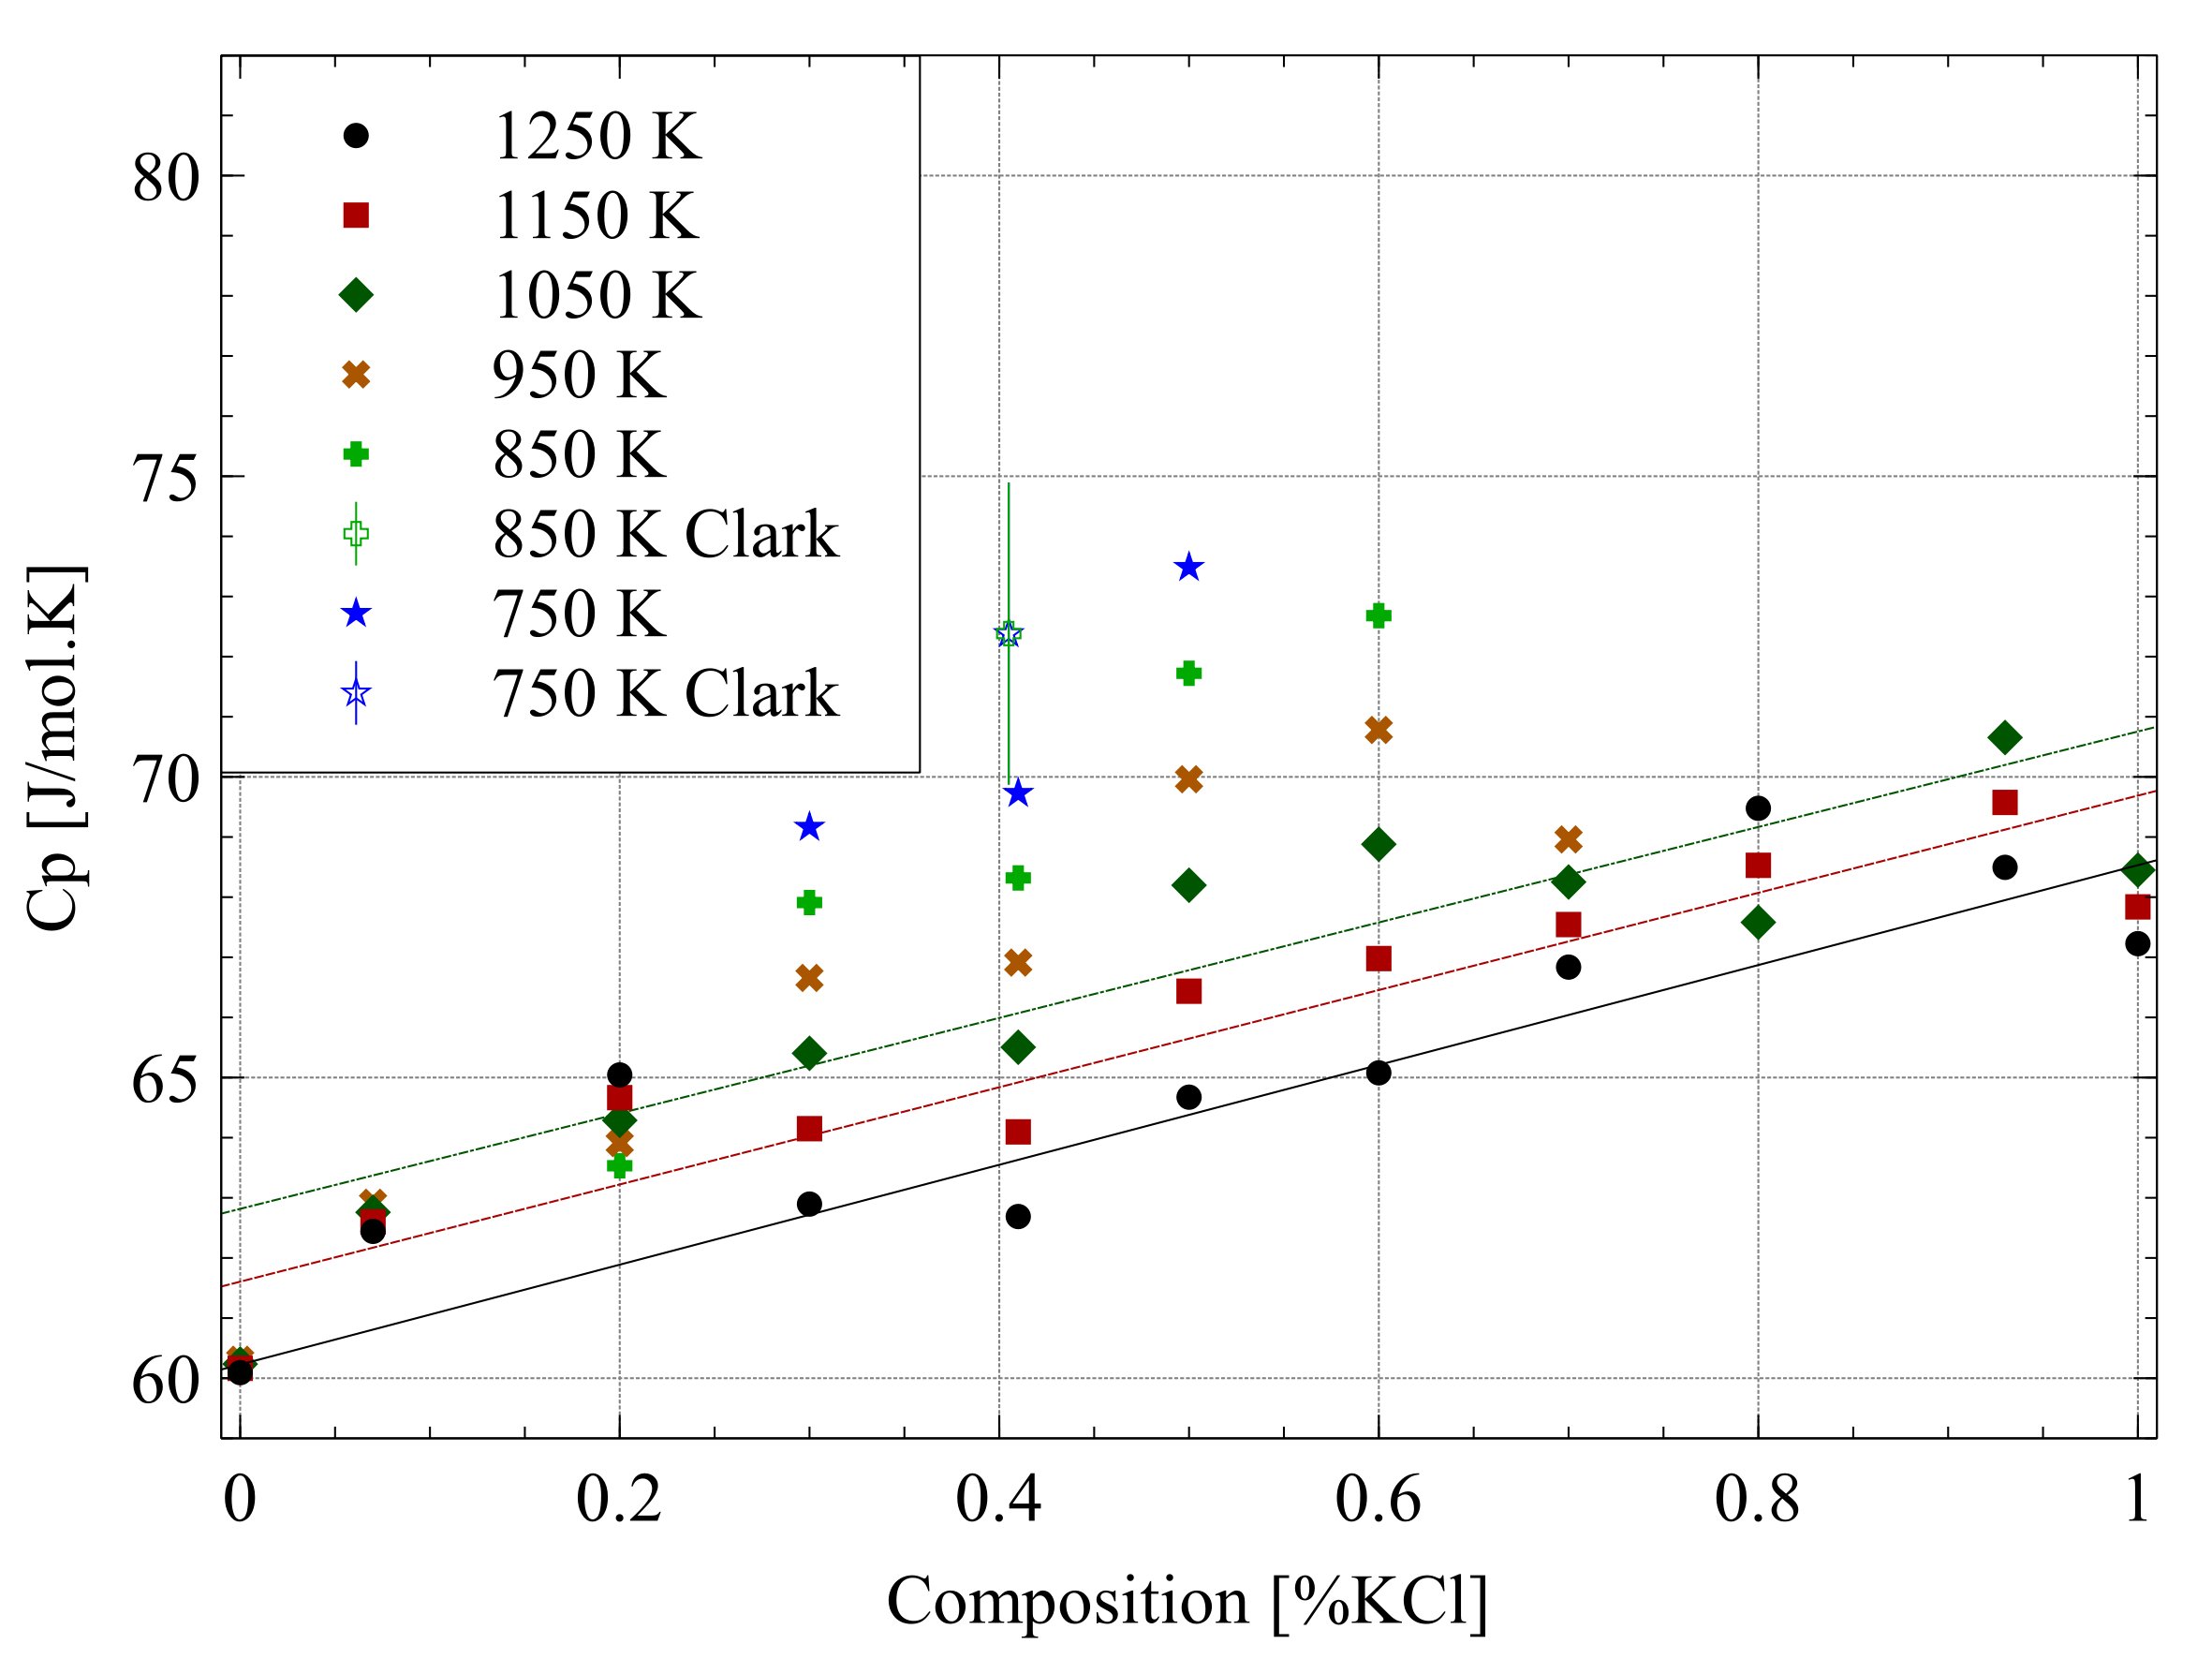 1250 K
1150 K
1050 K
950 K
850 K
850 K Clark
750 K
750 K Clark
80
75
70
65
60
Cp [J/mol.K]
0 0.2 0.4 0.6 0.8 1
Composition [%KCl]